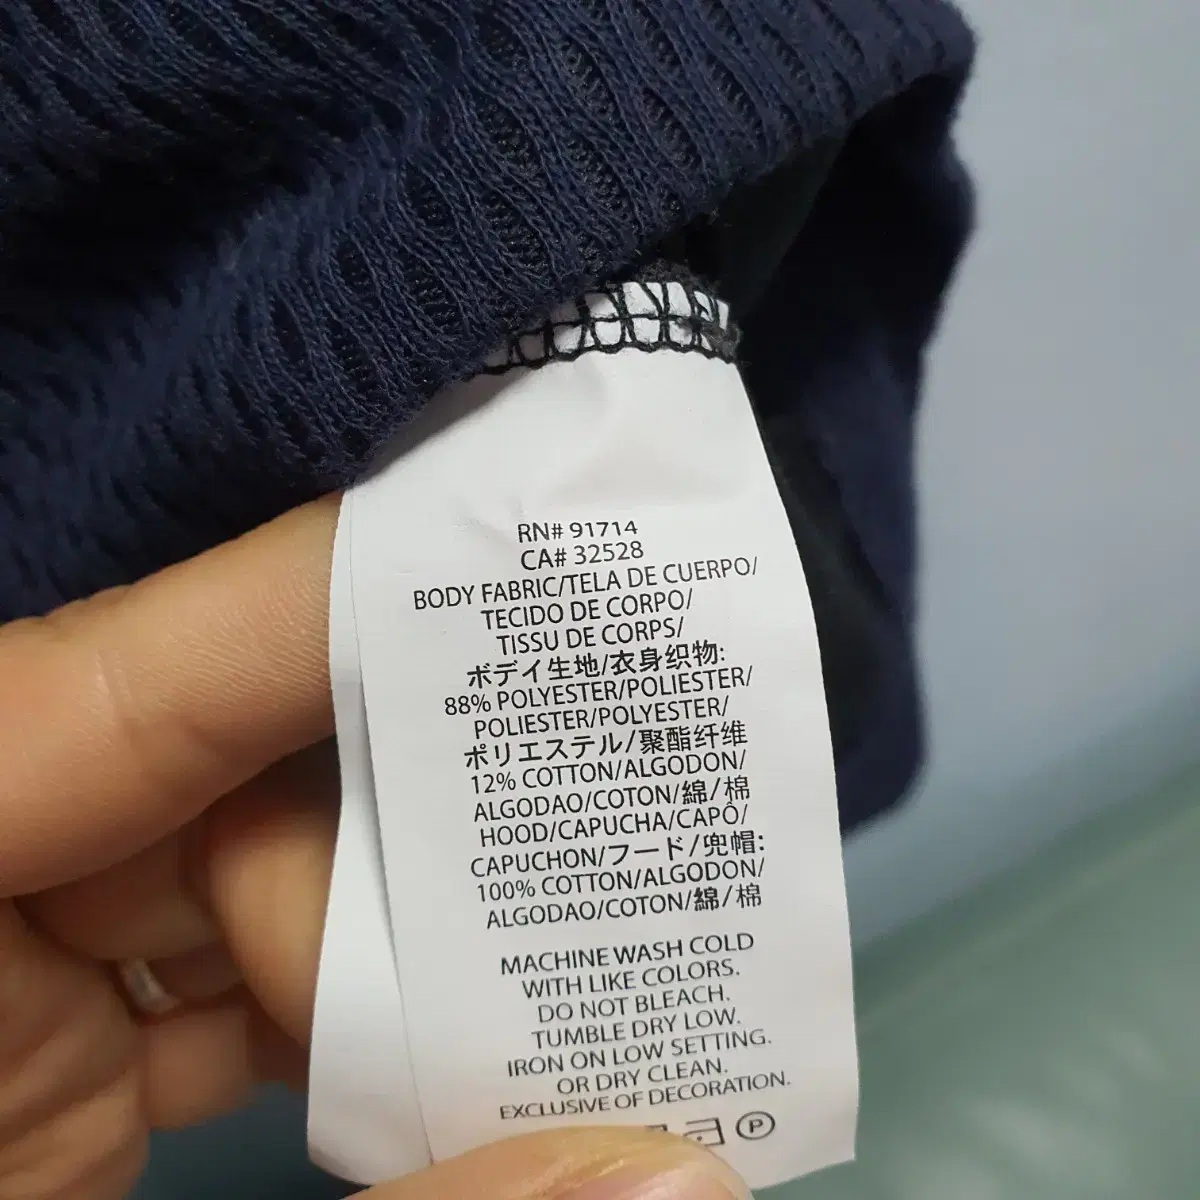 RN# 91714
CA# 32528
BODY FABRIC/TELA DE CUERPO/
TECIDO DE CORPO/
TISSU DE CORPS/
ボデイ生地/衣身织物:
88% POLYESTER/POLIESTER/
POLIESTER/POLYESTER/
ポリエステル/聚酯纤维
12% COTTON/ALGODON/
ALGODAO/COTON/綿/棉
HOOD/CAPUCHA/CAPÔ/
CAPUCHON/フード/兜帽:
100% COTTON/ALGODON/
ALGODAO/COTON/綿/棉
MACHINE WASH COLD
WITH LIKE COLORS.
DO NOT BLEACH.
TUMBLE DRY LOW.
IRON ON LOW SETTING.
OR DRY CLEAN.
EXCLUSIVE OF DECORATION.
P